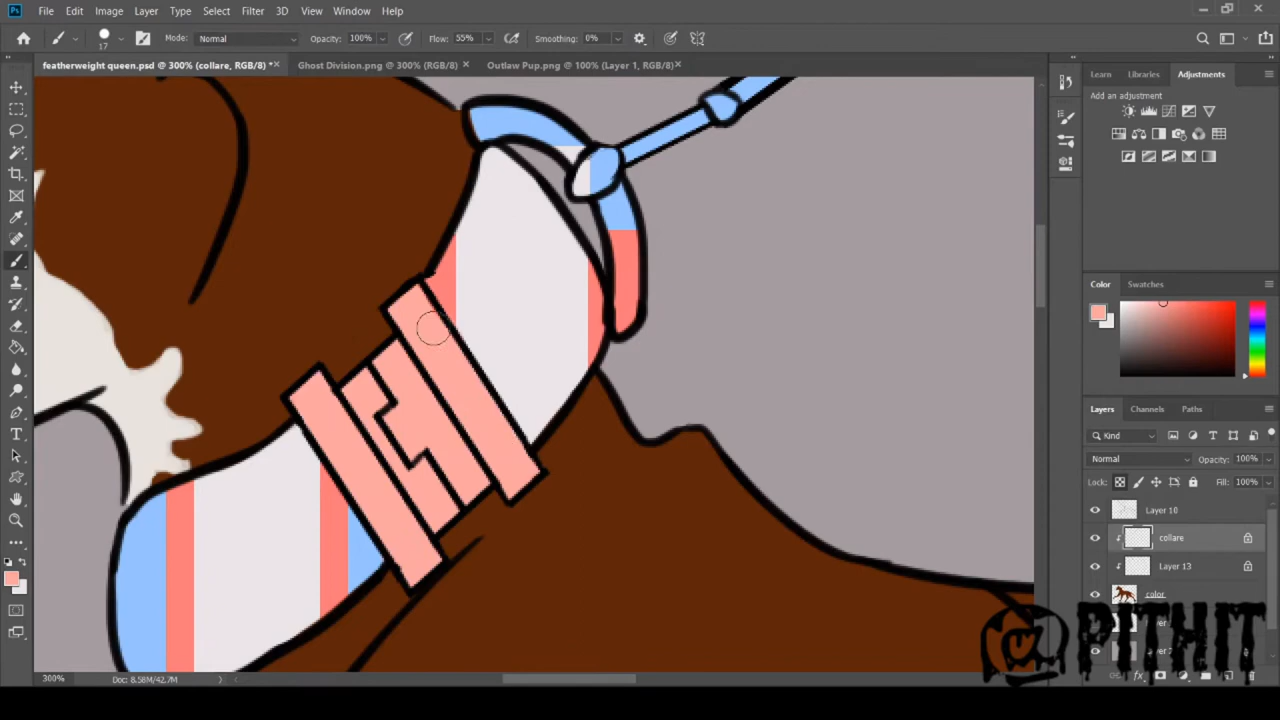 Ps File Edit Image Layer Type Select Filter 3D View Window Help
17 Mode: Normal Opacity: 100% Flow: 55% Smoothing: 0%
featherweight queen.psd @ 300% (collare, RGB/8) * Ghost Division.png @ 300% (RGB/8) Outlaw Pup.png @ 100% (Layer 1, RGB/8)
Learn Libraries Adjustments
Add an adjustment
Color Swatches
Layers Channels Paths
Kind
Normal Opacity: 100%
Lock: Fill: 100%
Layer 10
collare
Layer 13
color
@PITHIT
300% Doc: 8.58M/42.7M